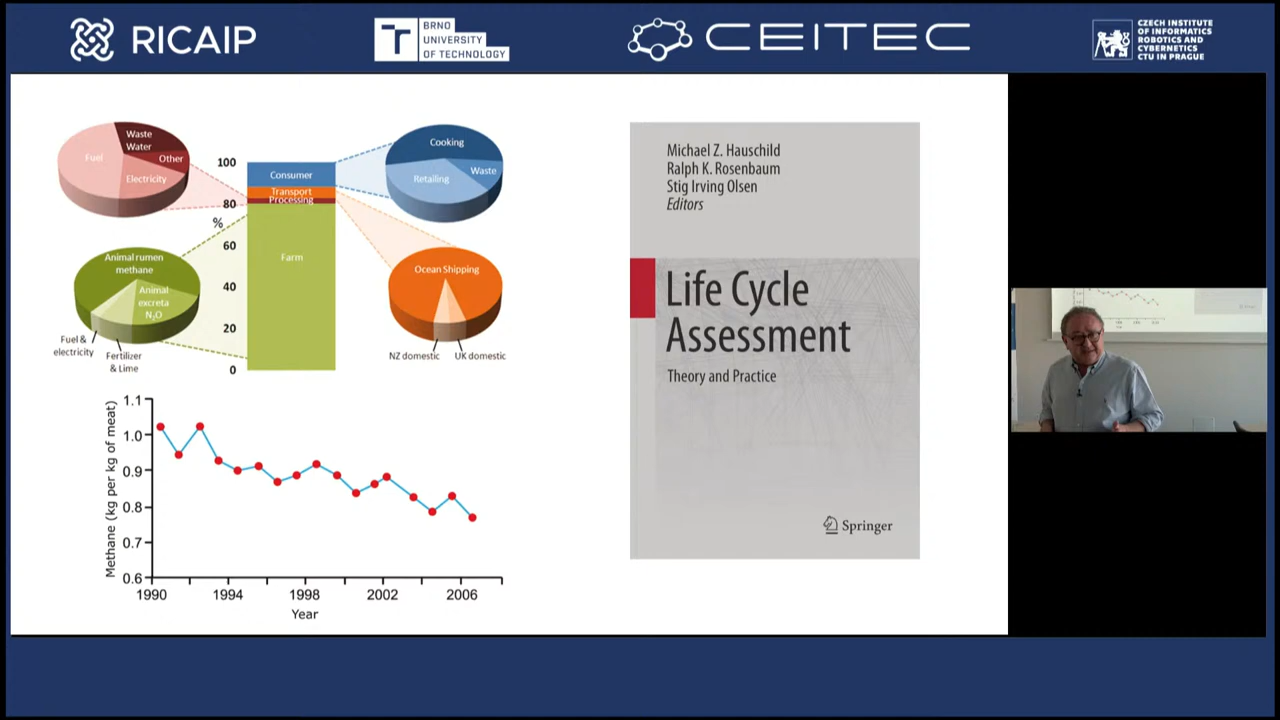 RICAIP
BRNO
UNIVERSITY
OF TECHNOLOGY
CEITEC
CZECH INSTITUTE
OF INFORMATICS
ROBOTICS AND
CYBERNETICS
CTU IN PRAGUE
Waste
Water
Fuel
Other
Electricity
100
80
%
60
40
20
0
Consumer
Transport
Processing
Farm
Cooking
Retailing
Waste
Animal rumen
methane
Animal
excreta
N₂O
Fuel &
electricity
Fertilizer
& Lime
Ocean Shipping
NZ domestic
UK domestic
Methane (kg per kg of meat)
1.1
1.0
0.9
0.8
0.7
0.6
1990
1994
1998
2002
2006
Year
Michael Z. Hauschild
Ralph K. Rosenbaum
Stig Irving Olsen
Editors
Life Cycle
Assessment
Theory and Practice
Springer